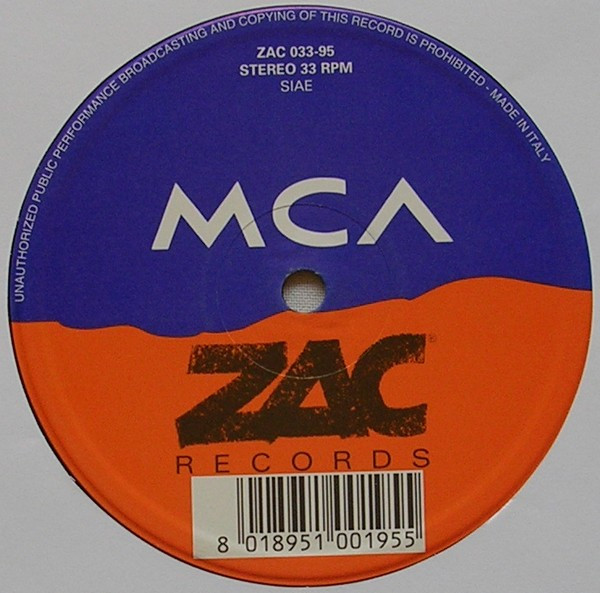 UNAUTHORIZED PUBLIC PERFORMANCE BROADCASTING AND COPYING OF THIS RECORD IS PROHIBITED - MADE IN ITALY
ZAC 033-95
STEREO 33 RPM
SIAE
MCΛ
ZAC®
RECORDS
8 018951 001955